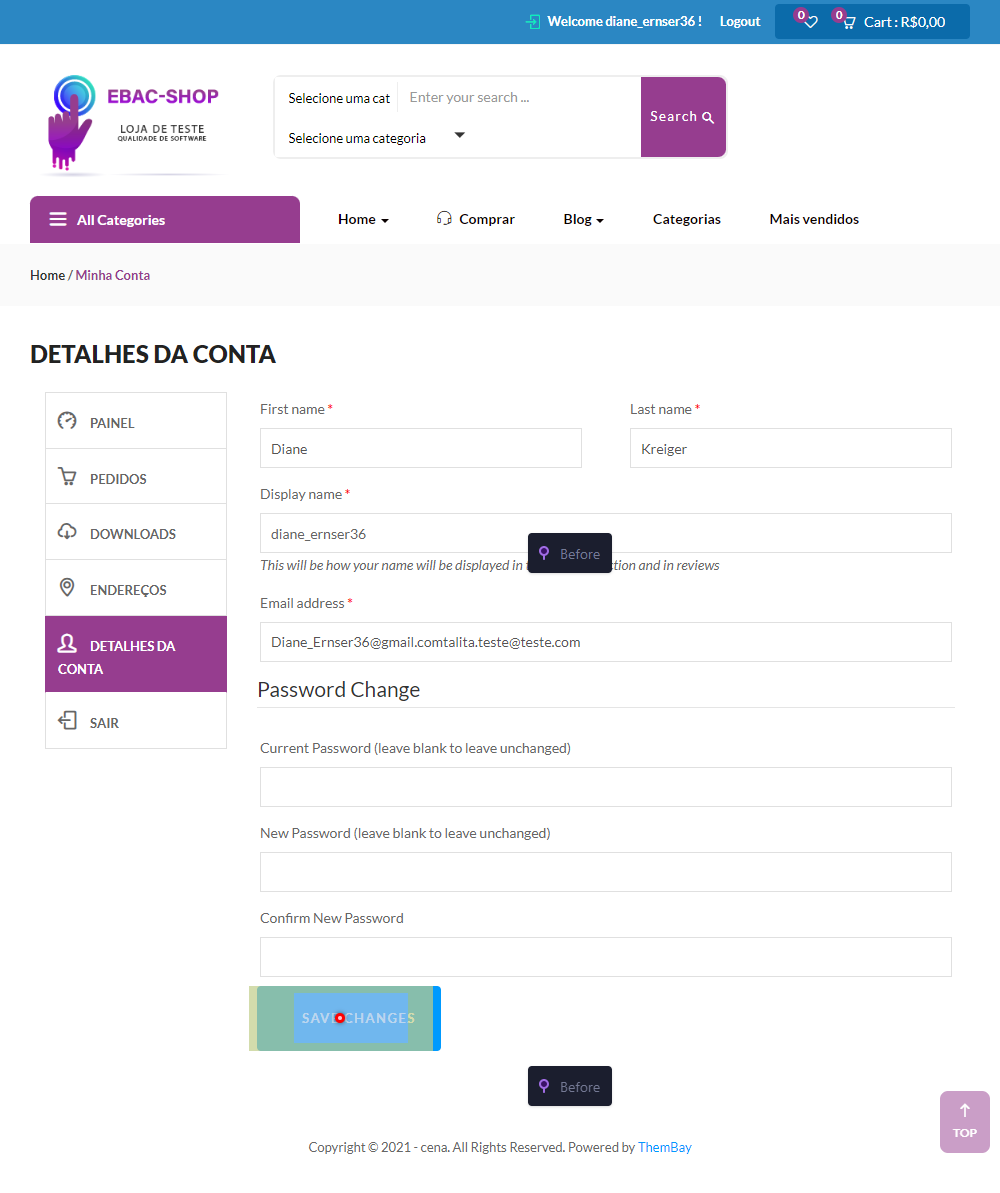 Welcome diane_ernser36 !
Logout
0
0
Cart : R$0,00
EBAC-SHOP
LOJA DE TESTE
QUALIDADE DE SOFTWARE
Selecione uma cat
Enter your search ...
Selecione uma categoria
Search
All Categories
Home
Comprar
Blog
Categorias
Mais vendidos
Home / Minha Conta
DETALHES DA CONTA
PAINEL
PEDIDOS
DOWNLOADS
ENDEREÇOS
DETALHES DA
CONTA
SAIR
First name *
Last name *
Diane
Kreiger
Display name *
diane_ernser36
Before
This will be how your name will be displayed in and in reviews
Email address *
Diane_Ernser36@gmail.comtalita.teste@teste.com
Password Change
Current Password (leave blank to leave unchanged)
New Password (leave blank to leave unchanged)
Confirm New Password
SAVE CHANGES
Before
TOP
Copyright © 2021 - cena. All Rights Reserved. Powered by ThemBay